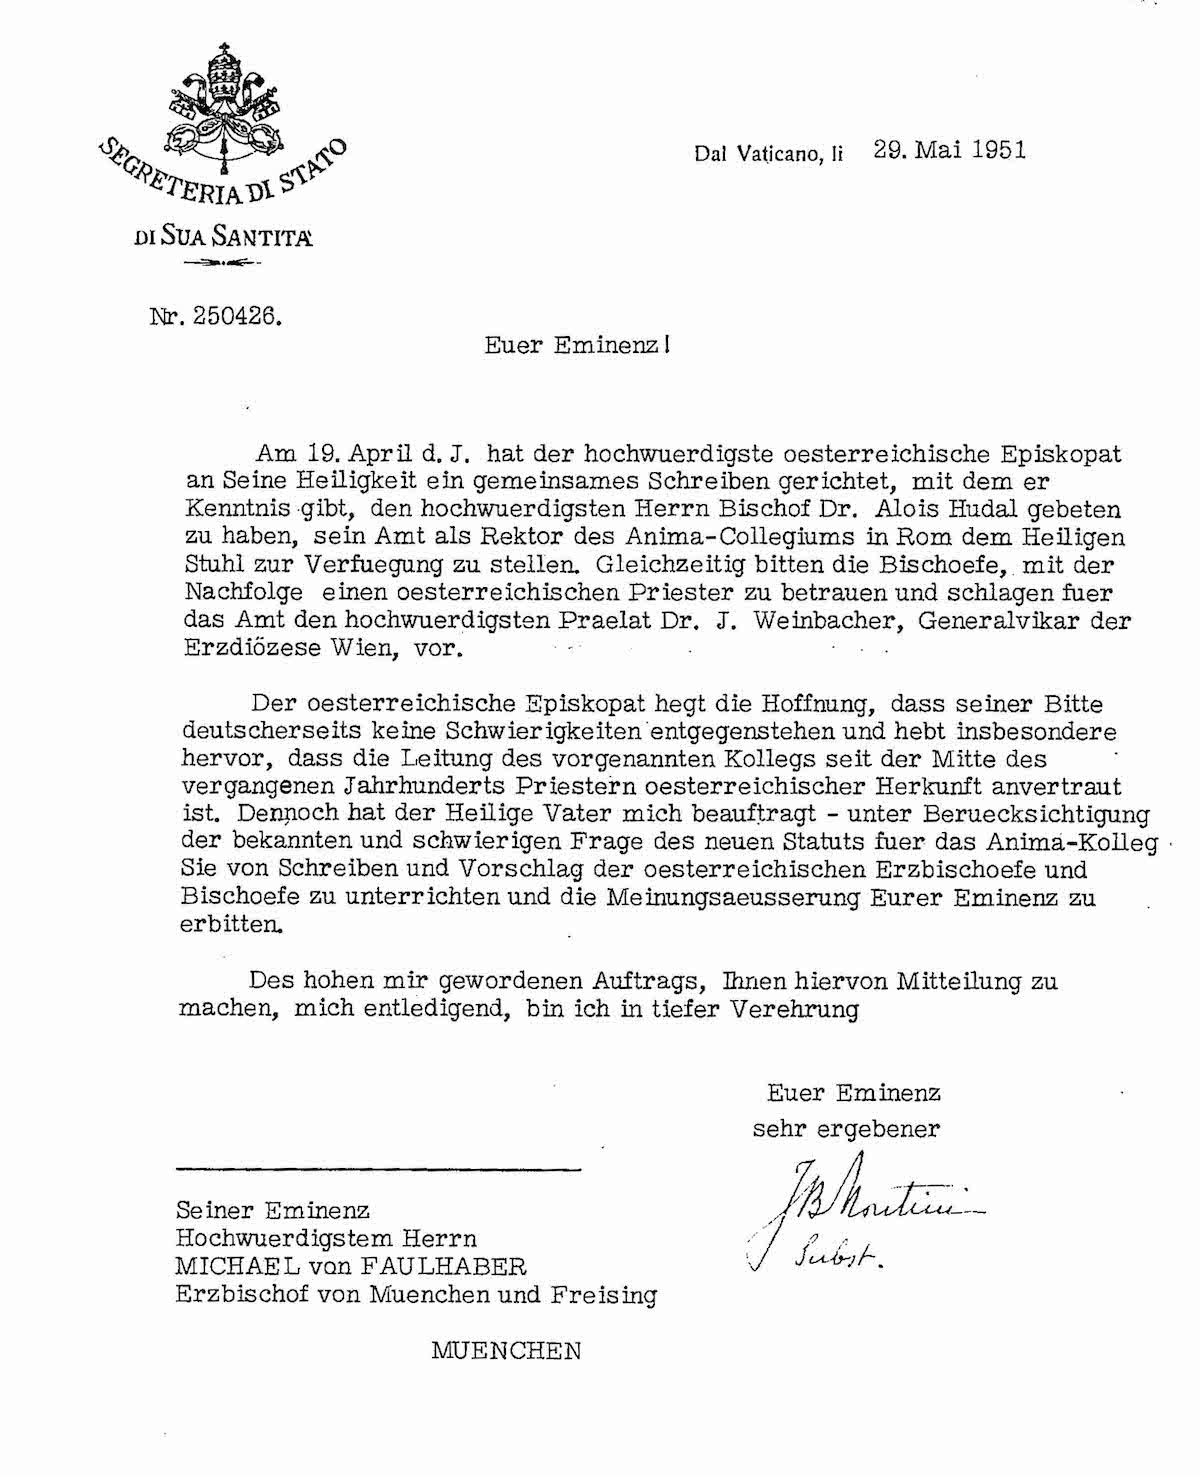 SEGRETERIA DI STATO
DI SUA SANTITA'
Dal Vaticano, li 29. Mai 1951
Nr. 250426.
Euer Eminenz!
Am 19. April d. J. hat der hochwuerdigste oesterreichische Episkopat
an Seine Heiligkeit ein gemeinsames Schreiben gerichtet, mit dem er
Kenntnis gibt, den hochwuerdigsten Herrn Bischof Dr. Alois Hudal gebeten
zu haben, sein Amt als Rektor des Anima-Collegiums in Rom dem Heiligen
Stuhl zur Verfuegung zu stellen. Gleichzeitig bitten die Bischoefe, mit der
Nachfolge einen oesterreichischen Priester zu betrauen und schlagen fuer
das Amt den hochwuerdigsten Praelat Dr. J. Weinbacher, Generalvikar der
Erzdiözese Wien, vor.
Der oesterreichische Episkopat hegt die Hoffnung, dass seiner Bitte
deutscherseits keine Schwierigkeiten entgegenstehen und hebt insbesondere
hervor, dass die Leitung des vorgenannten Kollegs seit der Mitte des
vergangenen Jahrhunderts Priestern oesterreichischer Herkunft anvertraut
ist. Dennoch hat der Heilige Vater mich beauftragt - unter Beruecksichtigung
der bekannten und schwierigen Frage des neuen Statuts fuer das Anima-Kolleg -
Sie von Schreiben und Vorschlag der oesterreichischen Erzbischoefe und
Bischoefe zu unterrichten und die Meinungsaeusserung Eurer Eminenz zu
erbitten.
Des hohen mir gewordenen Auftrags, Ihnen hiervon Mitteilung zu
machen, mich entledigend, bin ich in tiefer Verehrung
Euer Eminenz
sehr ergebener
JB Montini
Subst.
Seiner Eminenz
Hochwuerdigstem Herrn
MICHAEL von FAULHABER
Erzbischof von Muenchen und Freising
MUENCHEN